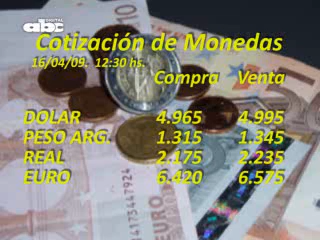 abc DIGITAL
Cotización de Monedas
16/04/09. 12:30 hs.
Compra Venta
DOLAR 4.965 4.995
PESO ARG. 1.315 1.345
REAL 2.175 2.235
EURO 6.420 6.575